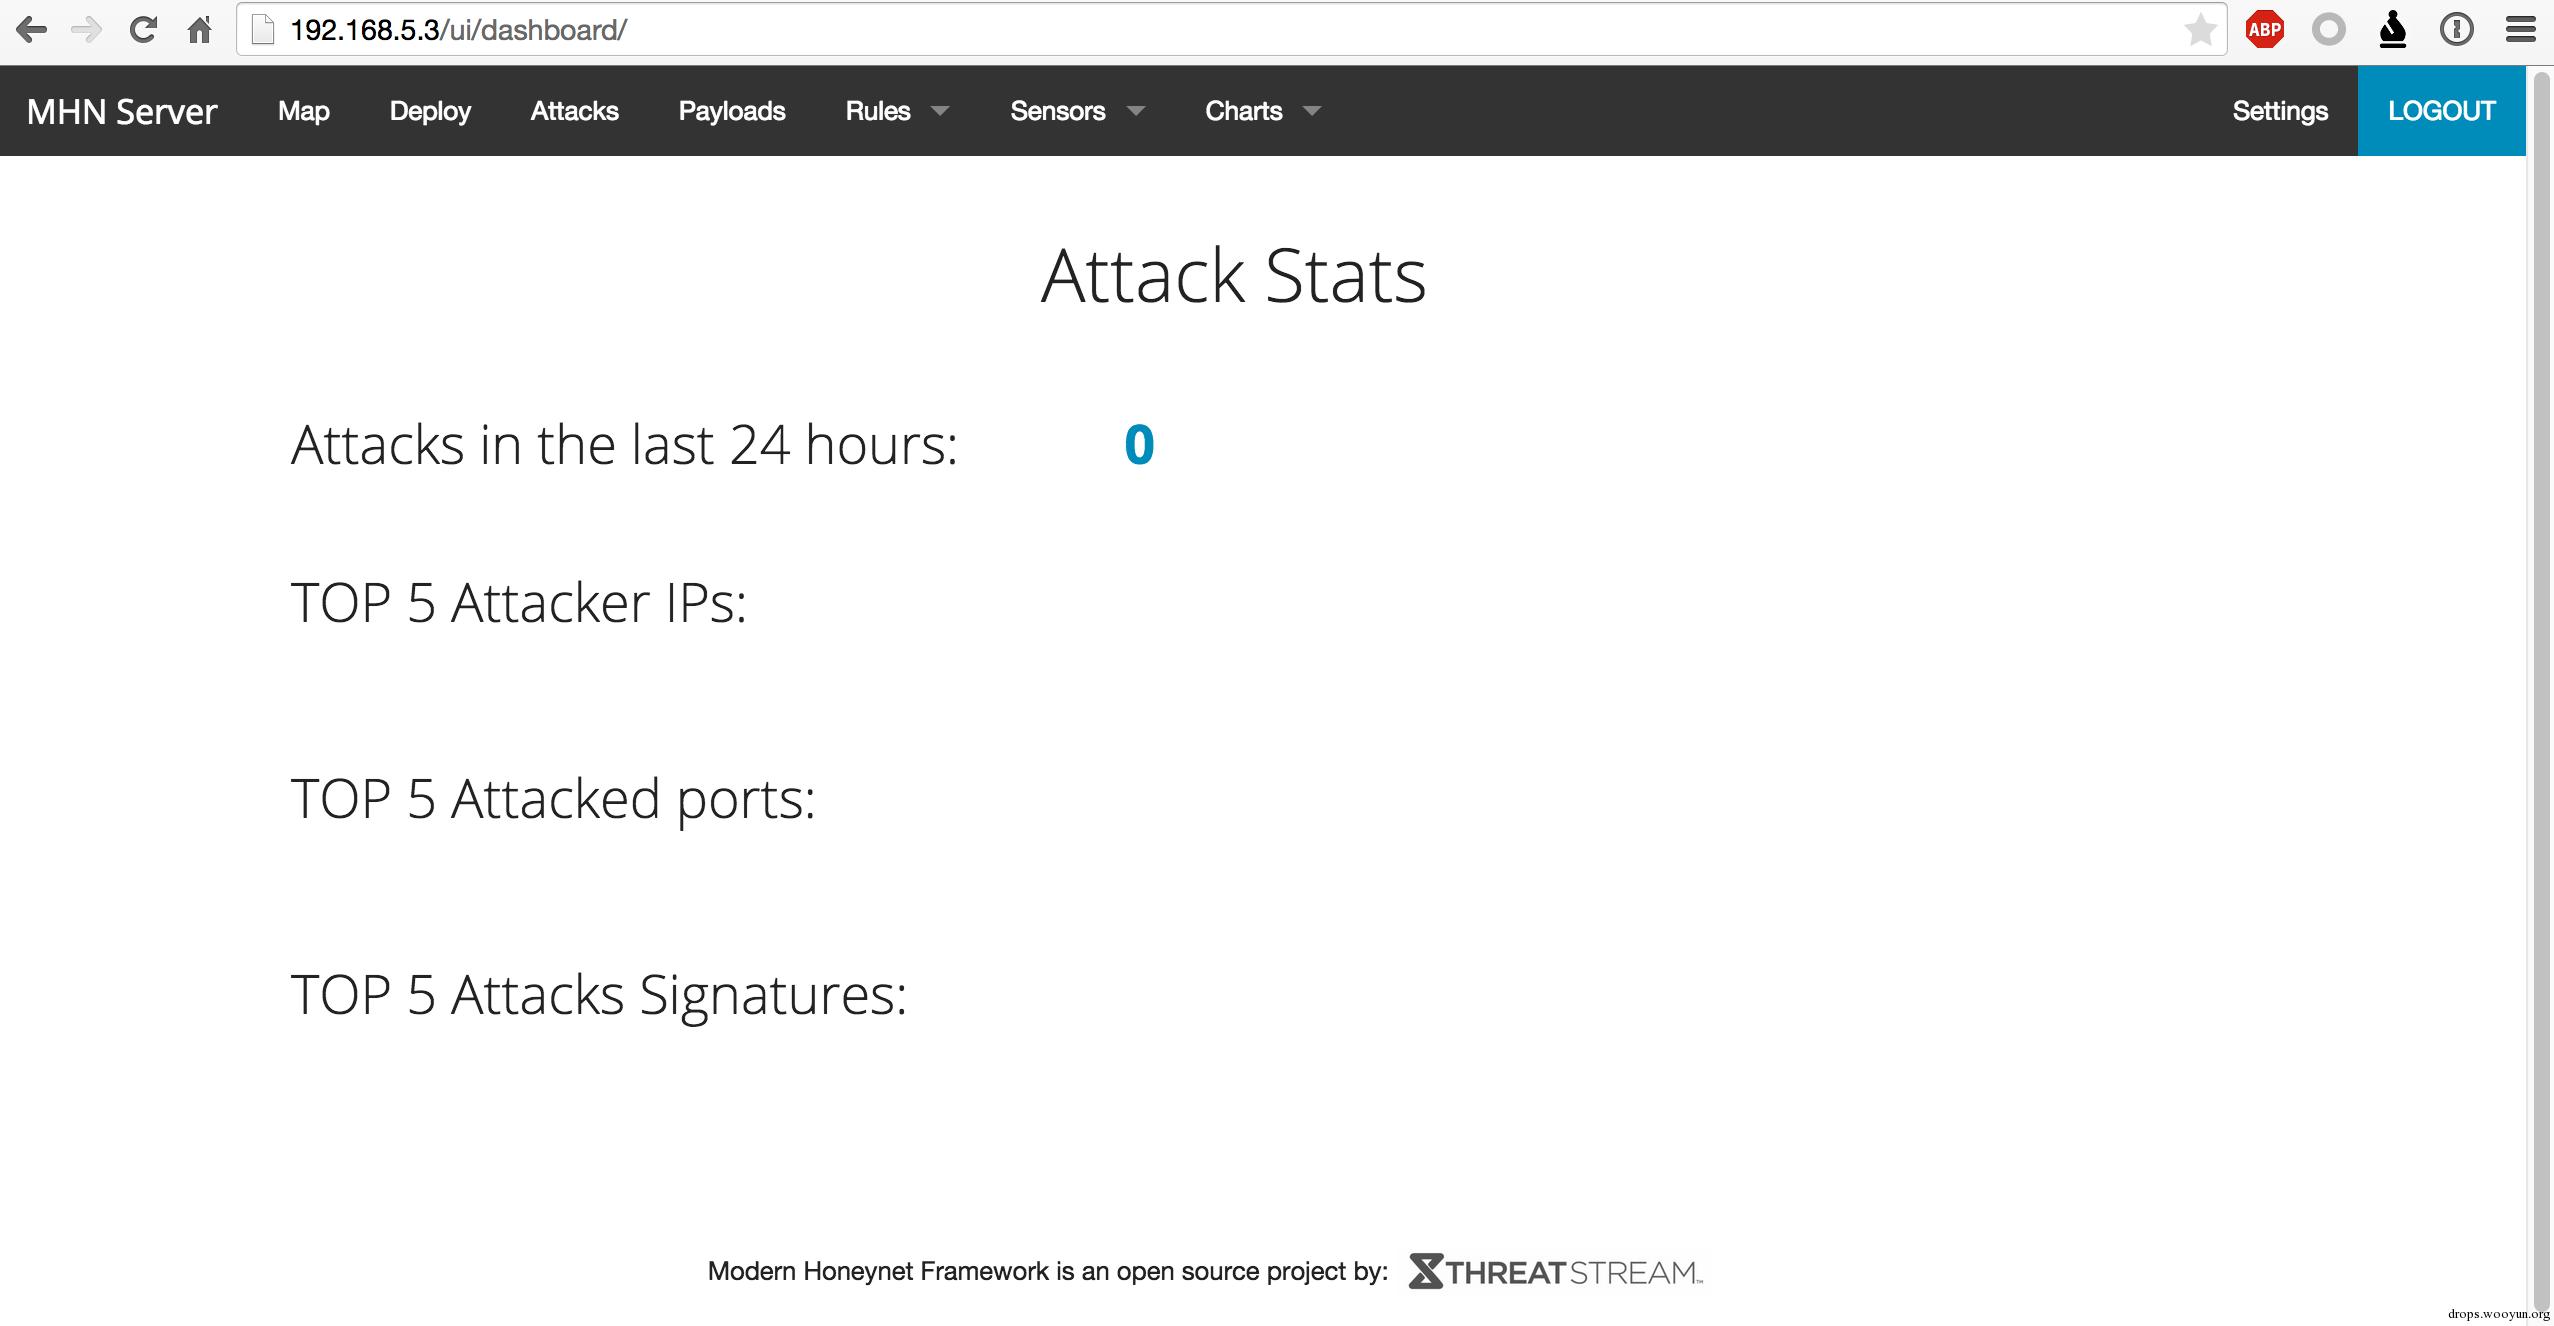 192.168.5.3/ui/dashboard/
ABP
MHN Server Map Deploy Attacks Payloads Rules Sensors Charts Settings LOGOUT
Attack Stats
Attacks in the last 24 hours: 0
TOP 5 Attacker IPs:
TOP 5 Attacked ports:
TOP 5 Attacks Signatures:
Modern Honeynet Framework is an open source project by: THREATSTREAM™
drops.wooyun.org